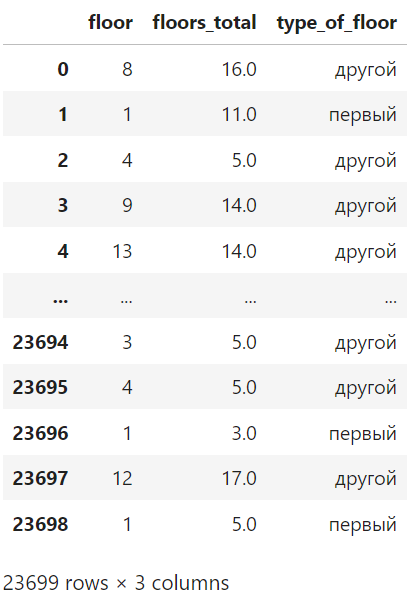 floor floors_total type_of_floor
0 8 16.0 другой
1 1 11.0 первый
2 4 5.0 другой
3 9 14.0 другой
4 13 14.0 другой
... ... ... ...
23694 3 5.0 другой
23695 4 5.0 другой
23696 1 3.0 первый
23697 12 17.0 другой
23698 1 5.0 первый
23699 rows × 3 columns